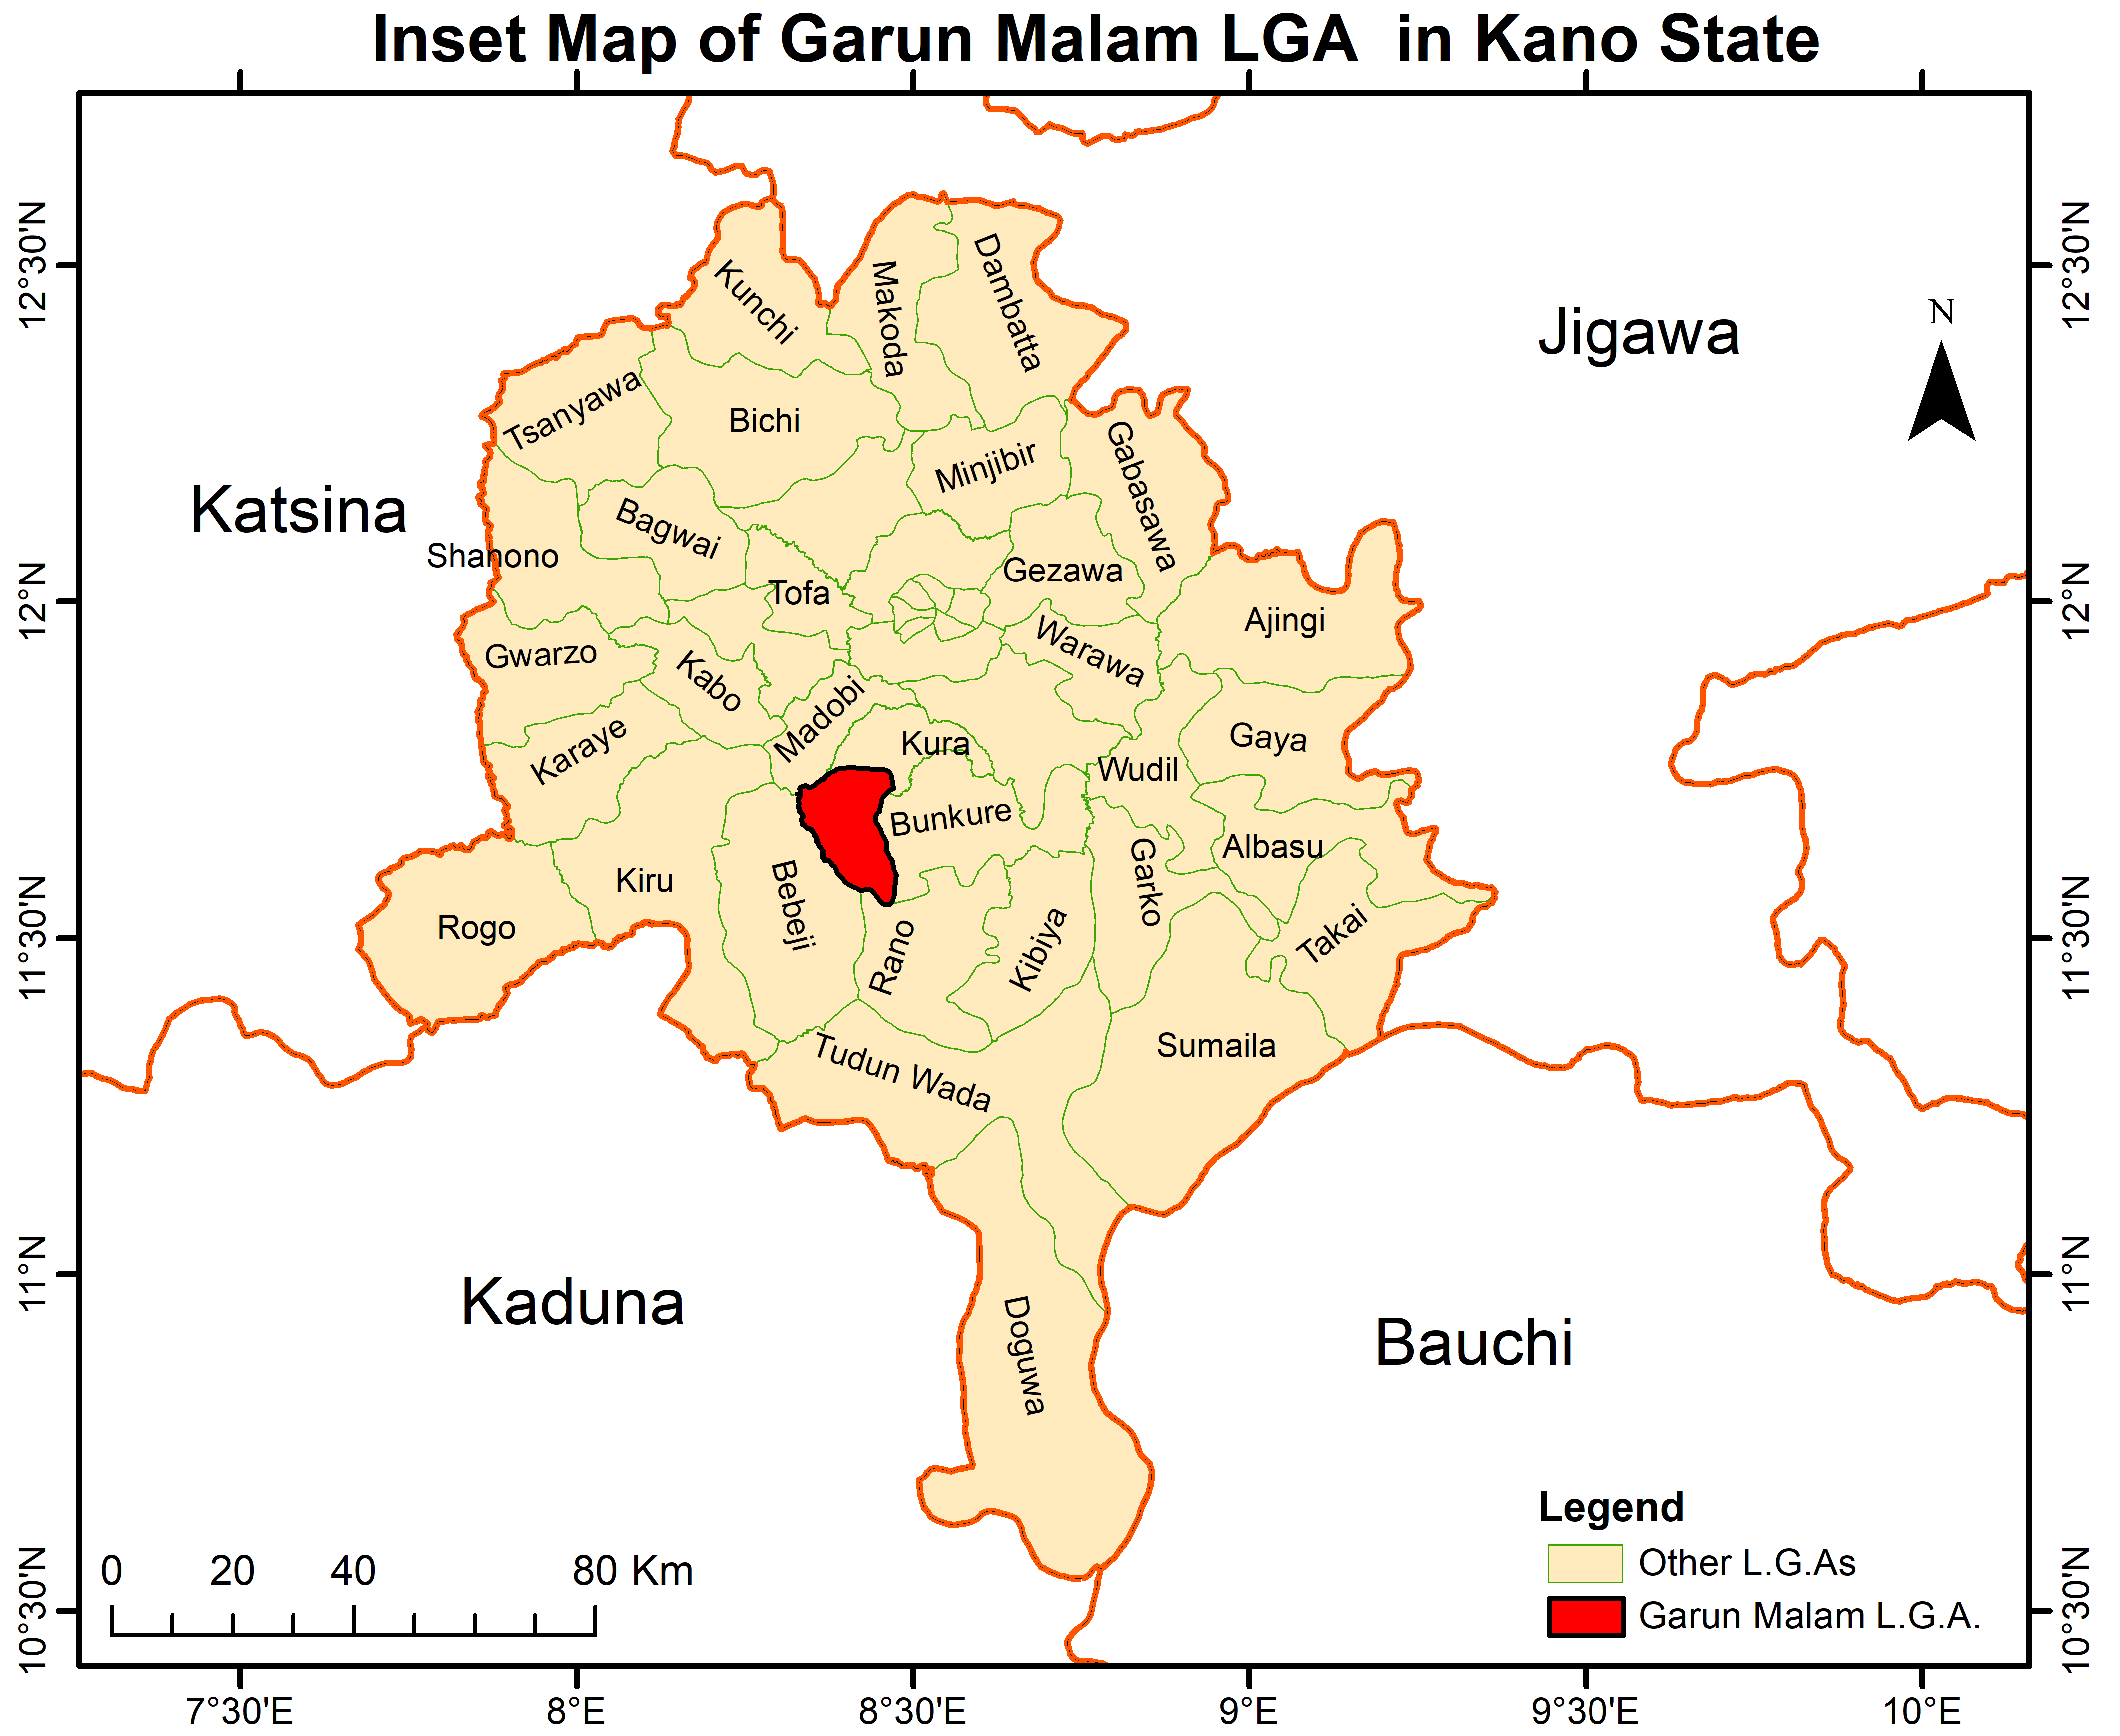 Inset Map of Garun Malam LGA in Kano State
12°30'N
12°N
11°30'N
11°N
10°30'N
12°30'N
12°N
11°30'N
11°N
10°30'N
Katsina
Jigawa
Kaduna
Bauchi
N
Kunchi
Makoda
Dambatta
Tsanyawa
Bichi
Minjibir
Gabasawa
Bagwai
Shanono
Tofa
Gezawa
Ajingi
Gwarzo
Kabo
Warawa
Karaye
Madobi
Kura
Wudil
Gaya
Bunkure
Albasu
Garko
Kiru
Bebeji
Rogo
Rano
Kibiya
Takai
Tudun Wada
Sumaila
Doguwa
0 20 40 80 Km
Legend
Other L.G.As
Garun Malam L.G.A.
7°30'E 8°E 8°30'E 9°E 9°30'E 10°E